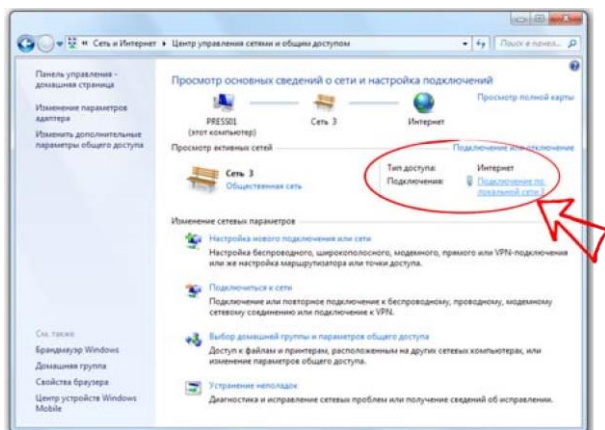 Сеть и Интернет ▸ Центр управления сетями и общим доступом
Поиск в панел...
Панель управления -
домашняя страница
Изменение параметров
адаптера
Изменить дополнительные
параметры общего доступа
Просмотр основных сведений о сети и настройка подключений
Просмотр полной карты
PRESS01
(этот компьютер)
Сеть 3
Интернет
Просмотр активных сетей
Подключение или отключение
Сеть 3
Общественная сеть
Тип доступа: Интернет
Подключения: Подключение по
локальной сети 2
Изменение сетевых параметров
Настройка нового подключения или сети
Настройка беспроводного, широкополосного, модемного, прямого или VPN-подключения
или же настройка маршрутизатора или точки доступа.
Подключиться к сети
Подключение или повторное подключение к беспроводному, проводному, модемному
сетевому соединению или подключение к VPN.
Выбор домашней группы и параметров общего доступа
Доступ к файлам и принтерам, расположенным на других сетевых компьютерах, или
изменение параметров общего доступа.
Устранение неполадок
Диагностика и исправление сетевых проблем или получение сведений об исправлении.
См. также
Брандмауэр Windows
Домашняя группа
Свойства браузера
Центр устройств Windows
Mobile